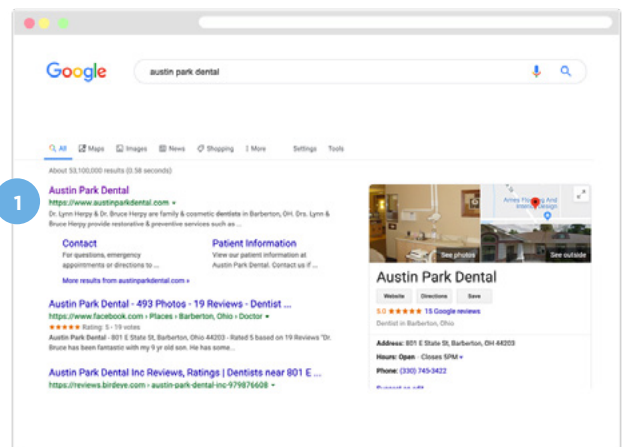 Google
austin park dental
All Maps Images News Shopping More Settings Tools
About 53,100,000 results (0.58 seconds)
1
Austin Park Dental
https://www.austinparkdental.com
Dr. Lynn Herpy & Dr. Bruce Herpy are family & cosmetic dentists in Barberton, OH. Drs. Lynn &
Bruce Herpy provide restorative & preventive services such as ...
Contact
For questions, emergency
appointments or directions to ...
Patient Information
View our patient information at
Austin Park Dental. Contact us if ...
More results from austinparkdental.com »
Austin Park Dental - 493 Photos - 19 Reviews - Dentist ...
https://www.facebook.com › Places › Barberton, Ohio › Doctor
★★★★★ Rating: 5 - 19 votes
Austin Park Dental - 801 E State St, Barberton, Ohio 44203 - Rated 5 based on 19 Reviews "Dr.
Bruce has been fantastic with my 9 yr old son. He has some...
Austin Park Dental Inc Reviews, Ratings | Dentists near 801 E ...
https://reviews.birdeye.com › austin-park-dental-inc-979876608
See photos
See outside
Austin Park Dental
Website Directions Save
5.0 ★★★★★ 15 Google reviews
Dentist in Barberton, Ohio
Address: 801 E State St, Barberton, OH 44203
Hours: Open · Closes 5PM
Phone: (330) 745-3422
Suggest an edit